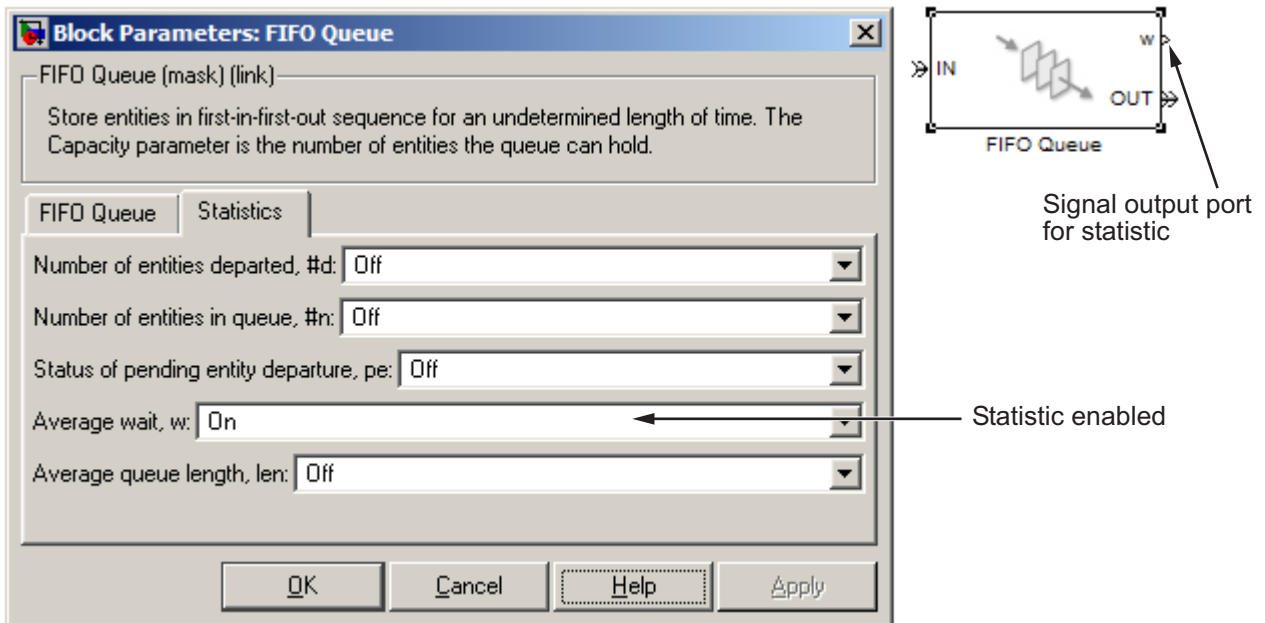 Block Parameters: FIFO Queue
FIFO Queue (mask) (link)
Store entities in first-in-first-out sequence for an undetermined length of time. The
Capacity parameter is the number of entities the queue can hold.
FIFO Queue
Statistics
Number of entities departed, #d: Off
Number of entities in queue, #n: Off
Status of pending entity departure, pe: Off
Average wait, w: On
Average queue length, len: Off
OK
Cancel
Help
Apply
w
IN
OUT
FIFO Queue
Signal output port
for statistic
Statistic enabled